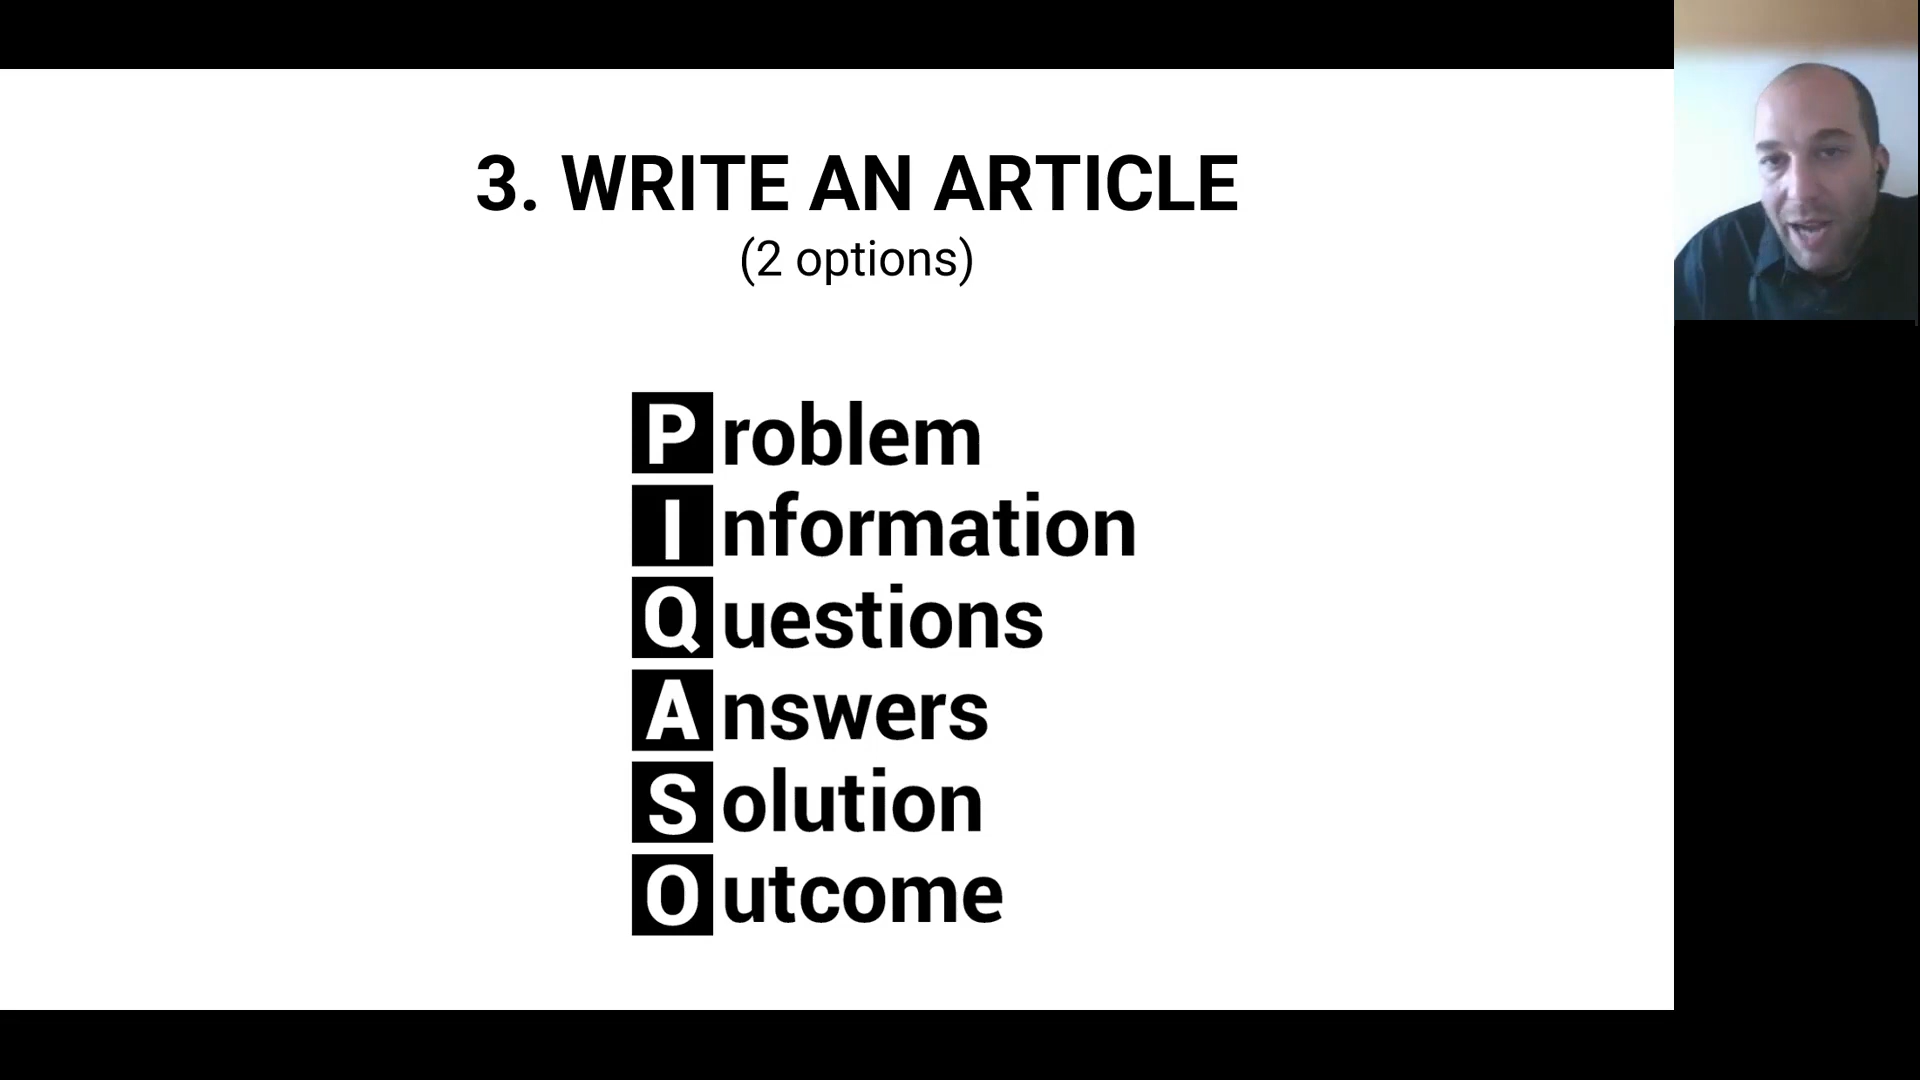 3. WRITE AN ARTICLE
(2 options)
Problem
Information
Questions
Answers
Solution
Outcome